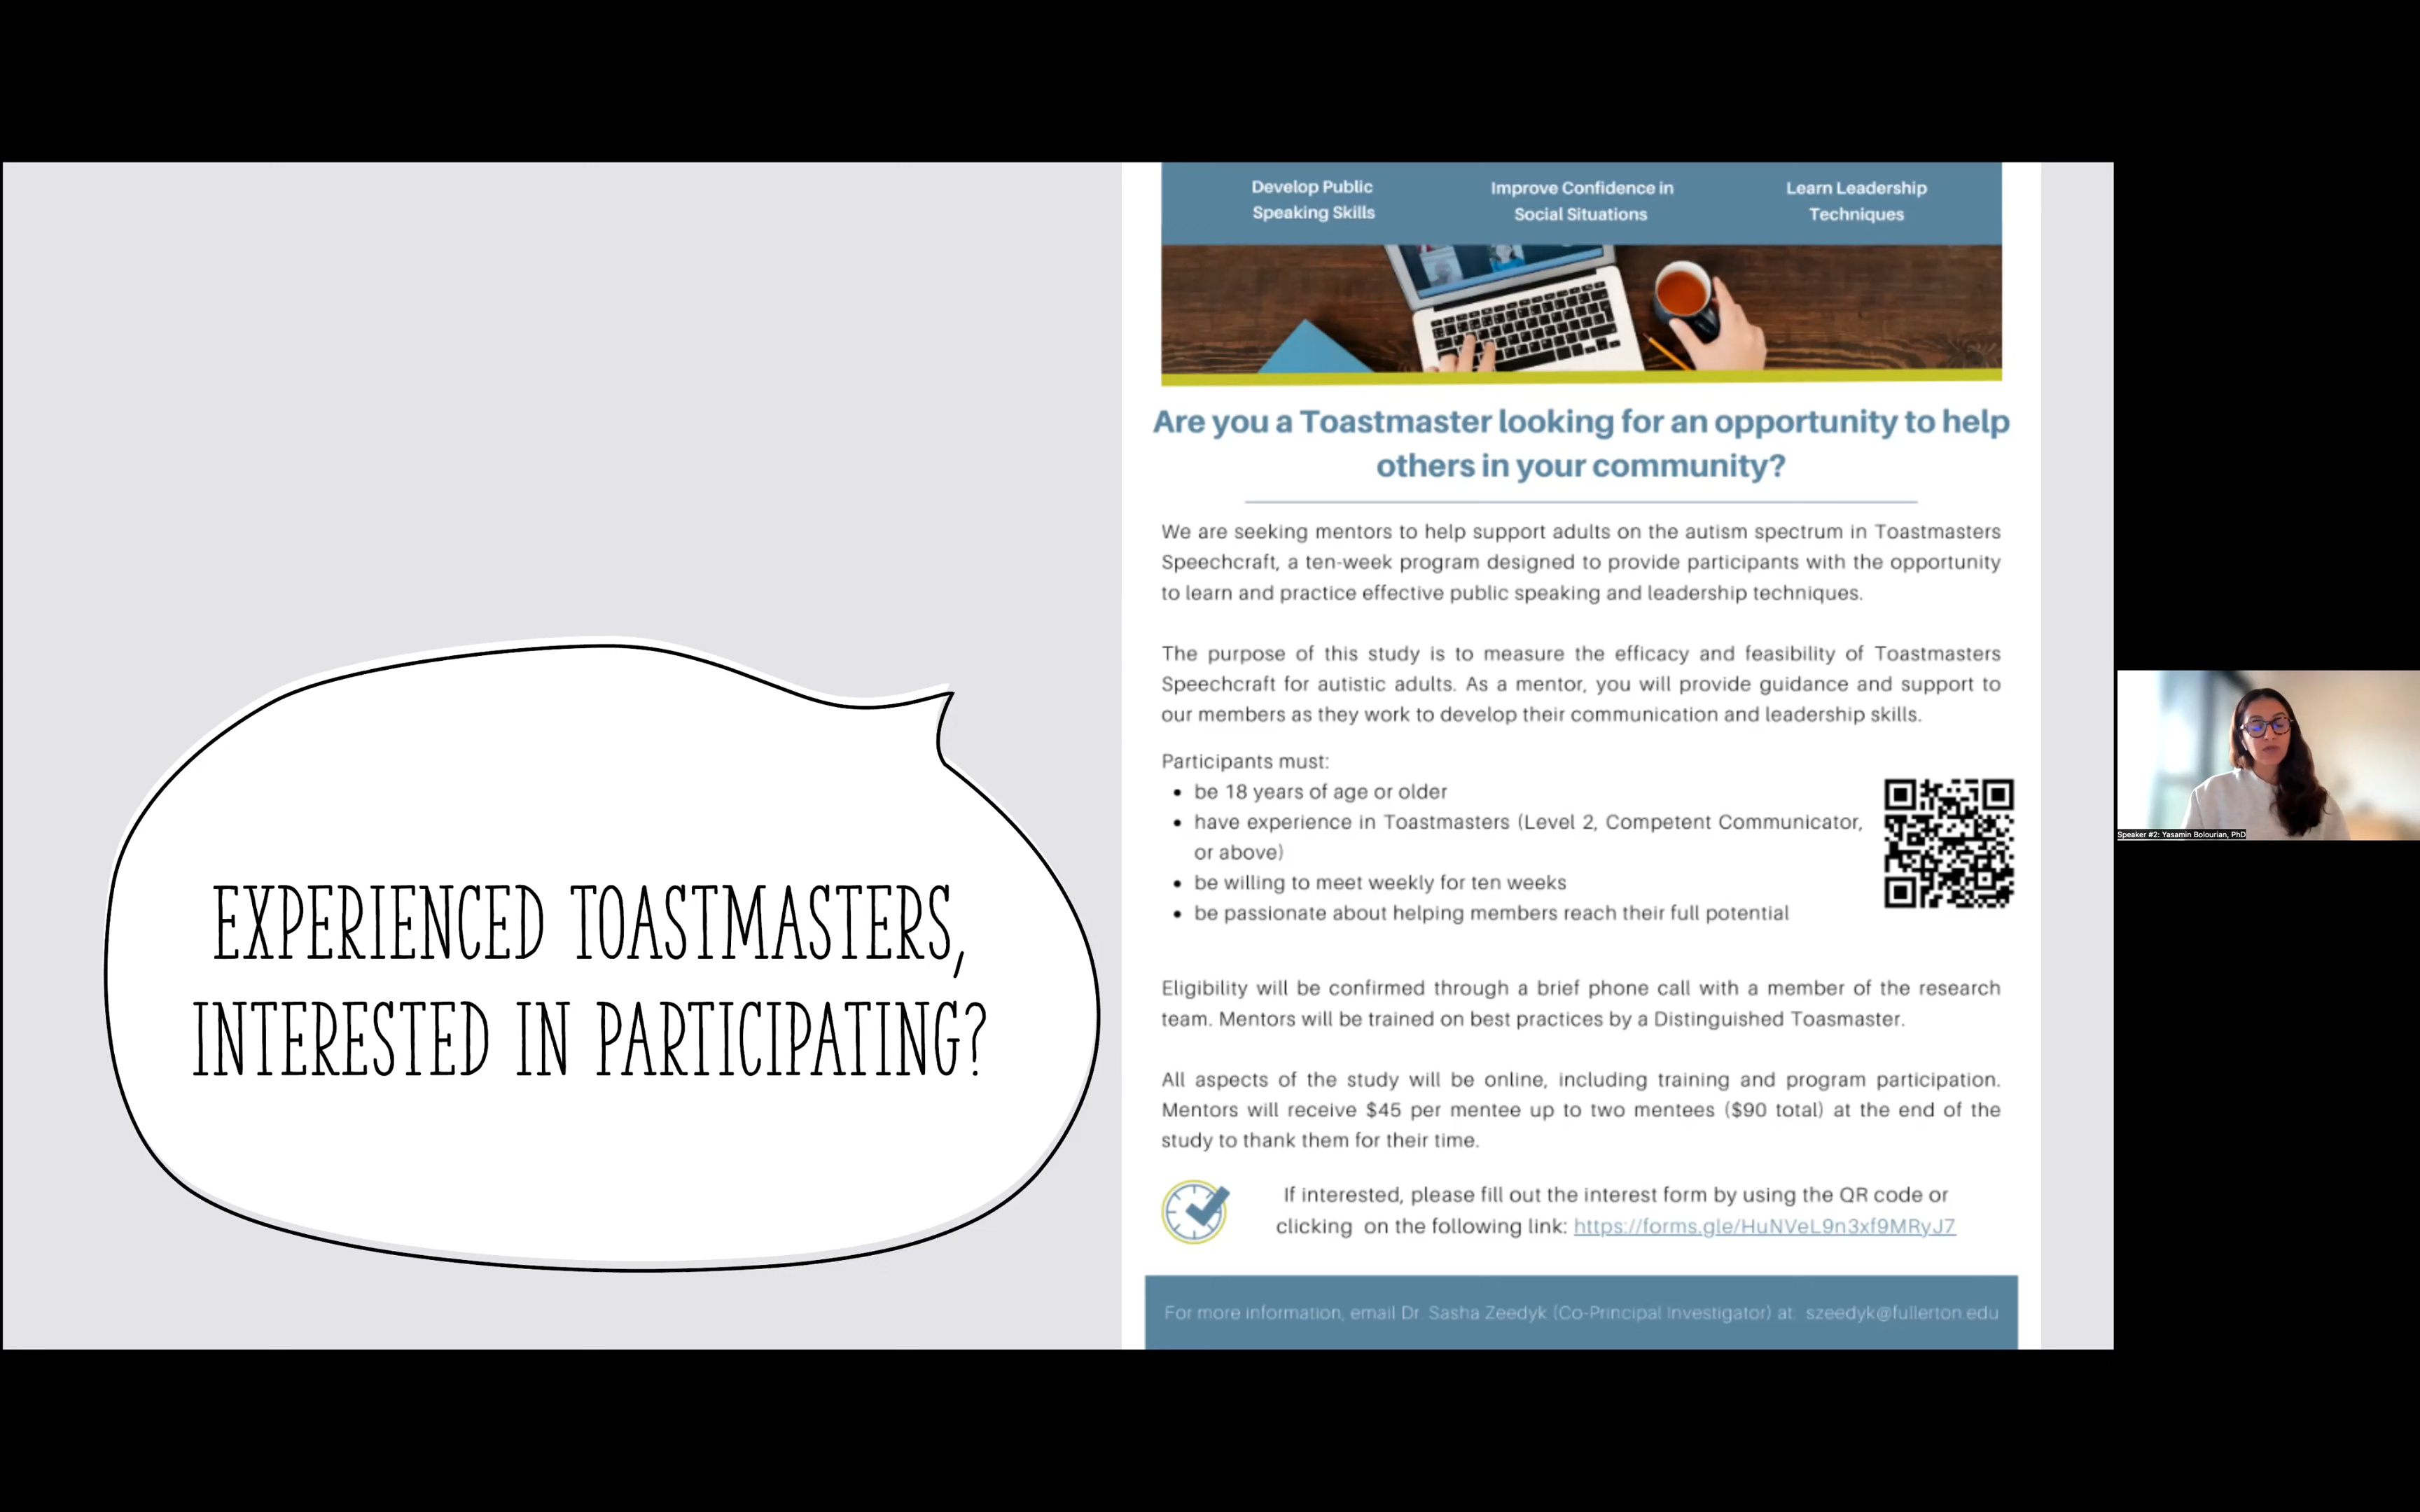 EXPERIENCED TOASTMASTERS,
INTERESTED IN PARTICIPATING?
Develop Public
Speaking Skills
Improve Confidence in
Social Situations
Learn Leadership
Techniques
Are you a Toastmaster looking for an opportunity to help
others in your community?
We are seeking mentors to help support adults on the autism spectrum in Toastmasters
Speechcraft, a ten-week program designed to provide participants with the opportunity
to learn and practice effective public speaking and leadership techniques.
The purpose of this study is to measure the efficacy and feasibility of Toastmasters
Speechcraft for autistic adults. As a mentor, you will provide guidance and support to
our members as they work to develop their communication and leadership skills.
Participants must:
• be 18 years of age or older
• have experience in Toastmasters (Level 2, Competent Communicator,
or above)
• be willing to meet weekly for ten weeks
• be passionate about helping members reach their full potential
Eligibility will be confirmed through a brief phone call with a member of the research
team. Mentors will be trained on best practices by a Distinguished Toasmaster.
All aspects of the study will be online, including training and program participation.
Mentors will receive $45 per mentee up to two mentees ($90 total) at the end of the
study to thank them for their time.
If interested, please fill out the interest form by using the QR code or
clicking on the following link: https://forms.gle/HuNVeL9n3xf9MRyJ7
For more information, email Dr. Sasha Zeedyk (Co-Principal Investigator) at: szeedyk@fullerton.edu
Speaker #2: Yasamin Bolourian, PhD